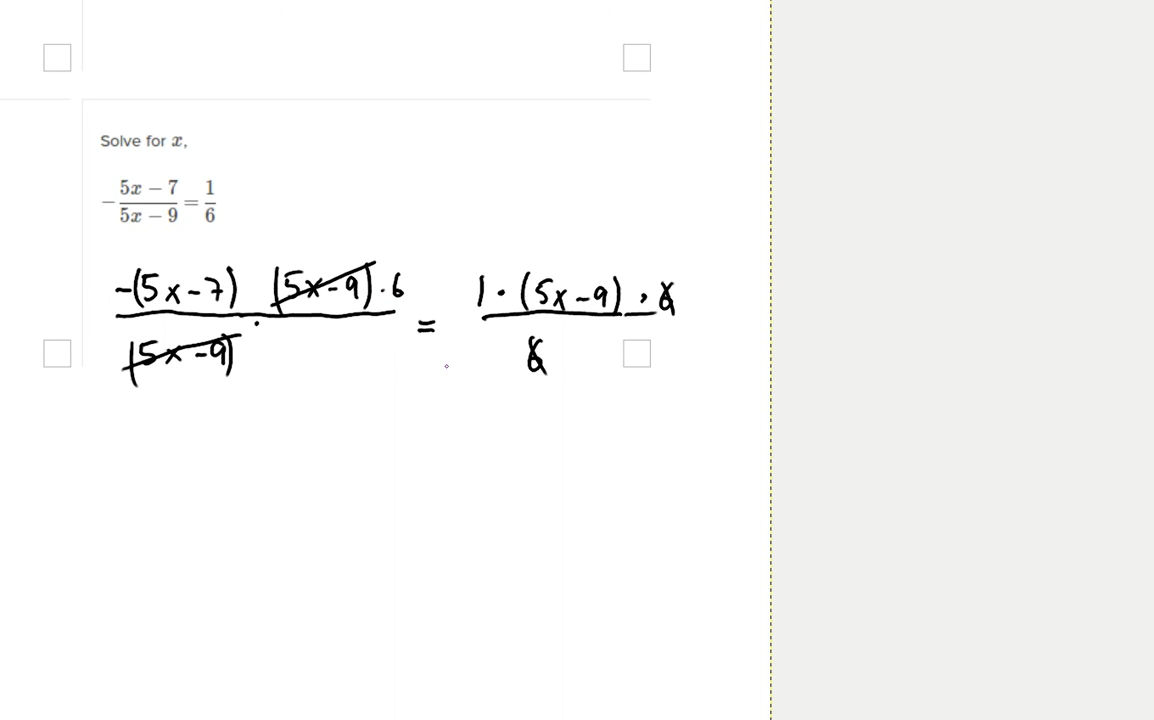 Solve for x,
− (5x − 7)/(5x − 9) = 1/6
(-(5x-7) · (5x-9)·6)/(5x-9) = (1·(5x-9)·6)/6